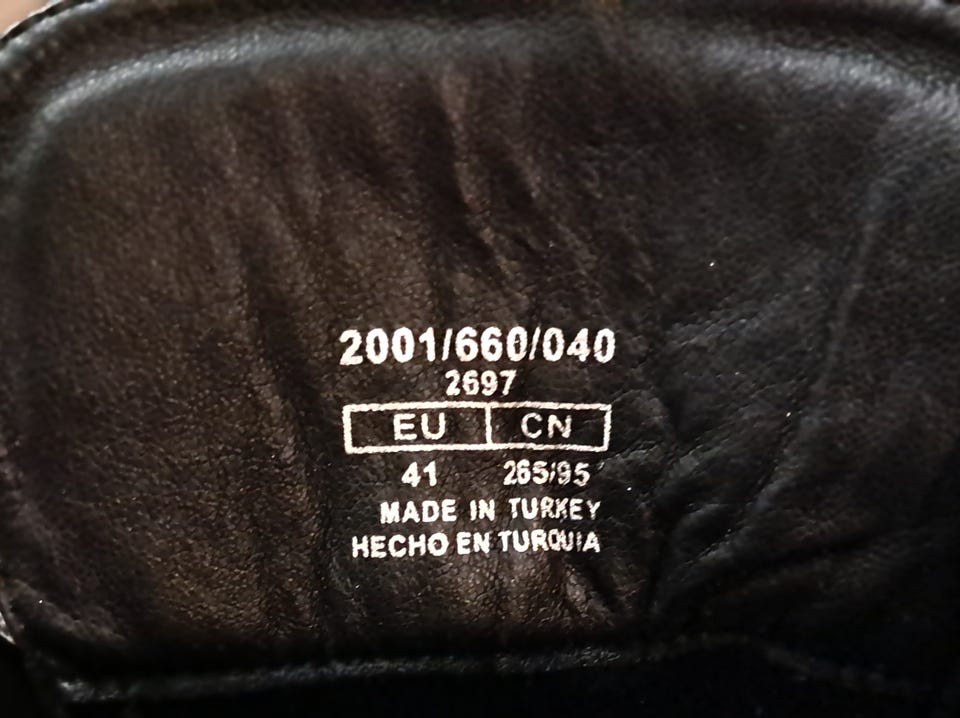 2001/660/040
2697
EU CN
41 265/95
MADE IN TURKEY
HECHO EN TURQUIA